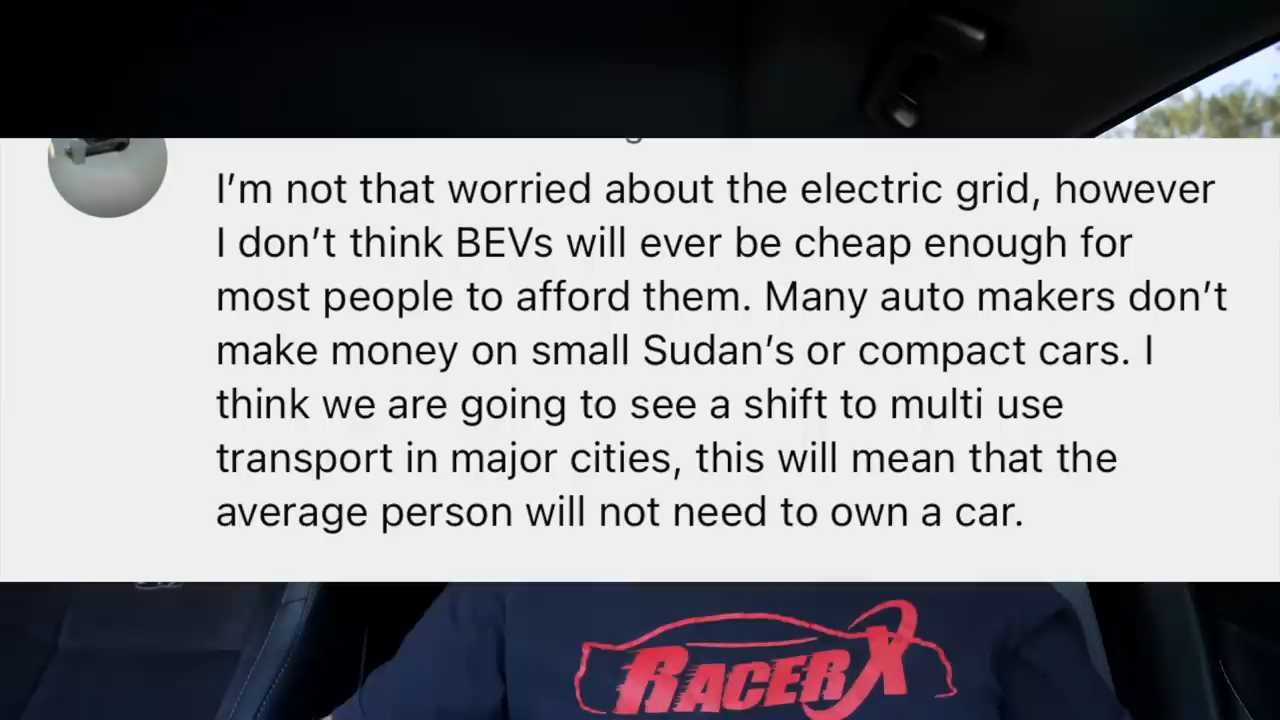 I’m not that worried about the electric grid, however
I don’t think BEVs will ever be cheap enough for
most people to afford them. Many auto makers don’t
make money on small Sudan’s or compact cars. I
think we are going to see a shift to multi use
transport in major cities, this will mean that the
average person will not need to own a car.
RACERX